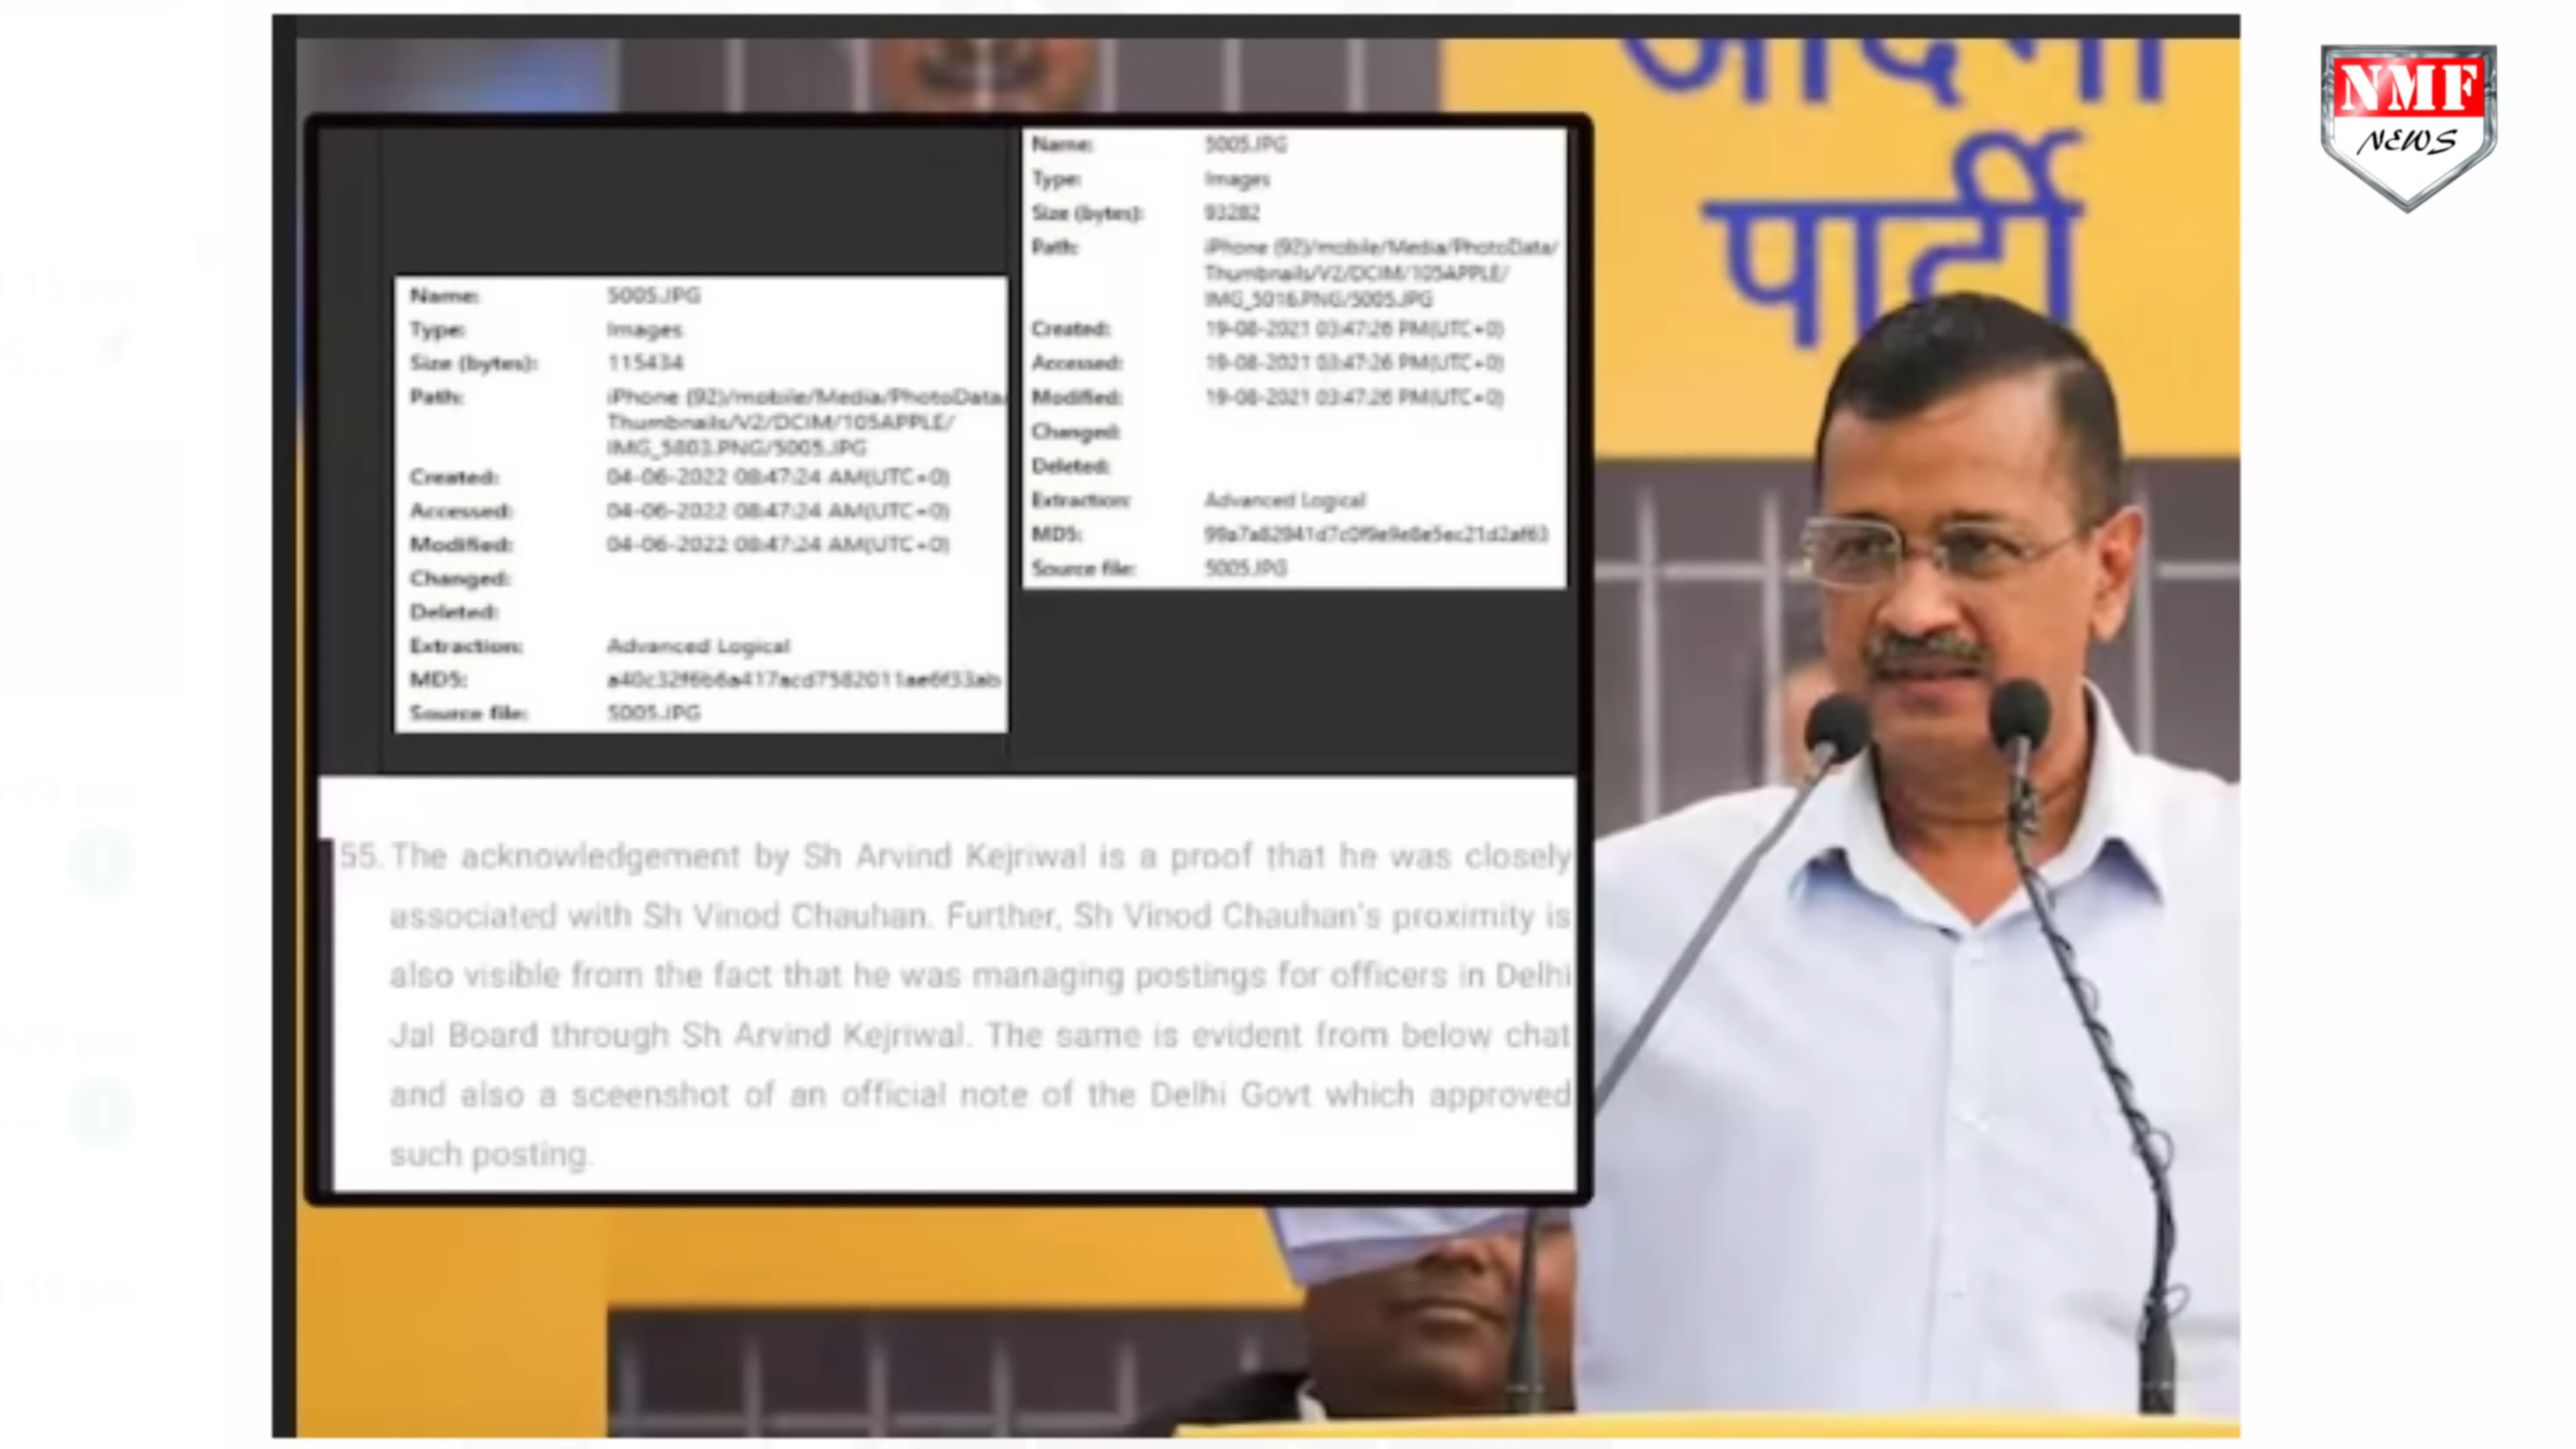 आदमी
पार्टी
NMF
NEWS
Name: 5005.JPG
Type: Images
Size (bytes): 115434
Path: iPhone (92)/mobile/Media/PhotoData/
Thumbnails/V2/DCIM/105APPLE/
IMG_5803.PNG/5005.JPG
Created: 04-06-2022 08:47:24 AM(UTC+0)
Accessed: 04-06-2022 08:47:24 AM(UTC+0)
Modified: 04-06-2022 08:47:24 AM(UTC+0)
Changed:
Deleted:
Extraction: Advanced Logical
MD5: a40c32f6b6a417acd7582011ae6f33ab
Source file: 5005.JPG
Name: 5005.JPG
Type: Images
Size (bytes): 93282
Path: iPhone (92)/mobile/Media/PhotoData/
Thumbnails/V2/DCIM/105APPLE/
IMG_5016.PNG/5005.JPG
Created: 19-08-2021 03:47:26 PM(UTC+0)
Accessed: 19-08-2021 03:47:26 PM(UTC+0)
Modified: 19-08-2021 03:47:26 PM(UTC+0)
Changed:
Deleted:
Extraction: Advanced Logical
MD5: 99a7a82941d7c0f9e9e8e5ec21d2af63
Source file: 5005.JPG
55. The acknowledgement by Sh Arvind Kejriwal is a proof that he was closely
associated with Sh Vinod Chauhan. Further, Sh Vinod Chauhan's proximity is
also visible from the fact that he was managing postings for officers in Delhi
Jal Board through Sh Arvind Kejriwal. The same is evident from below chat
and also a sceenshot of an official note of the Delhi Govt which approved
such posting.